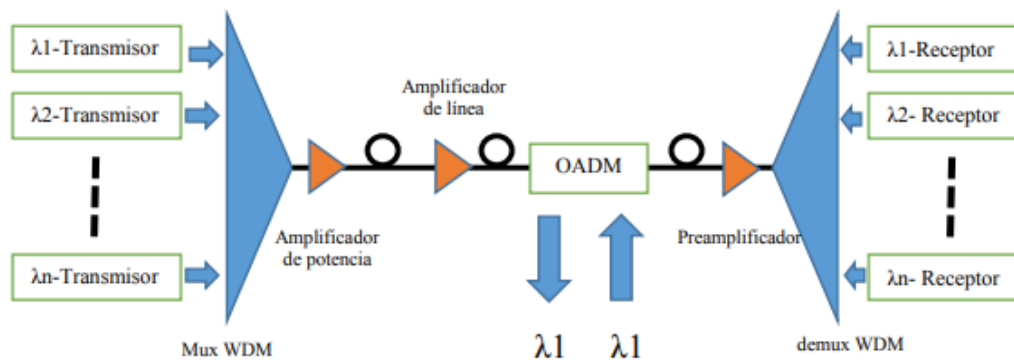 λ1-Transmisor
λ2-Transmisor
λn-Transmisor
Mux WDM
Amplificador
de potencia
Amplificador
de línea
OADM
λ1
λ1
Preamplificador
demux WDM
λ1-Receptor
λ2- Receptor
λn- Receptor